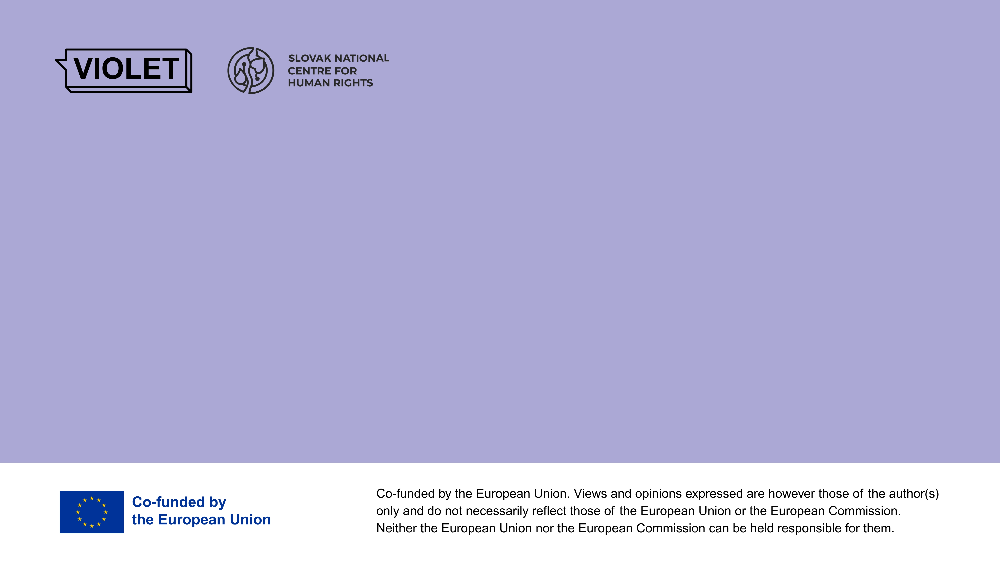 VIOLET
SLOVAK NATIONAL
CENTRE FOR
HUMAN RIGHTS
Co-funded by
the European Union
Co-funded by the European Union. Views and opinions expressed are however those of the author(s)
only and do not necessarily reflect those of the European Union or the European Commission.
Neither the European Union nor the European Commission can be held responsible for them.